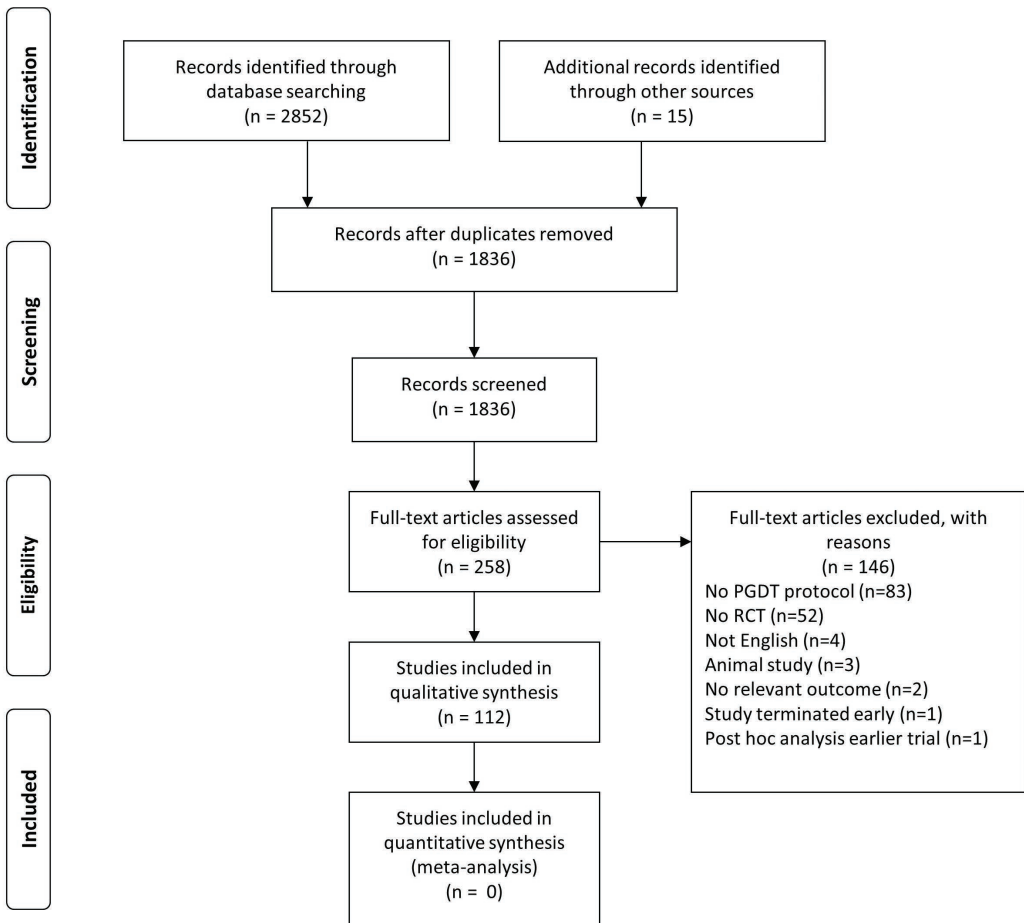 Identification
Records identified through
database searching
(n = 2852)
Additional records identified
through other sources
(n = 15)
Records after duplicates removed
(n = 1836)
Screening
Records screened
(n = 1836)
Eligibility
Full-text articles assessed
for eligibility
(n = 258)
Full-text articles excluded, with
reasons
(n = 146)
No PGDT protocol (n=83)
No RCT (n=52)
Not English (n=4)
Animal study (n=3)
No relevant outcome (n=2)
Study terminated early (n=1)
Post hoc analysis earlier trial (n=1)
Studies included in
qualitative synthesis
(n = 112)
Included
Studies included in
quantitative synthesis
(meta-analysis)
(n = 0)